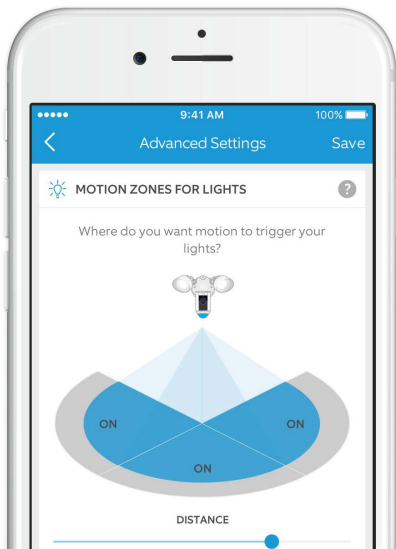 9:41 AM
100%
Advanced Settings
Save
MOTION ZONES FOR LIGHTS
?
Where do you want motion to trigger your
lights?
ON
ON
ON
DISTANCE